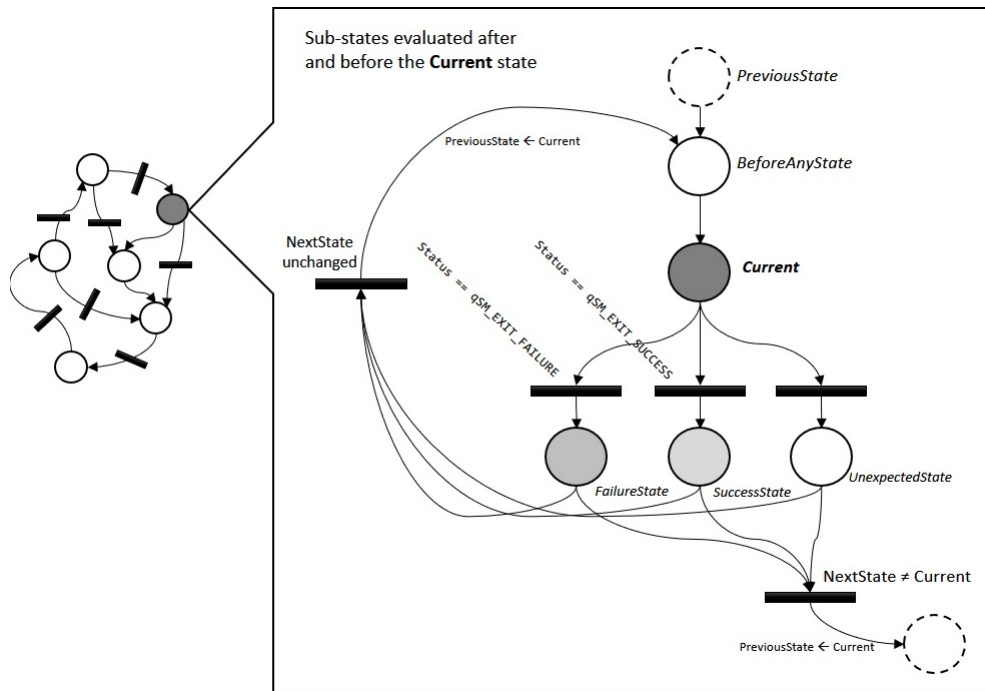 Sub-states evaluated after
and before the Current state
PreviousState
PreviousState ← Current
BeforeAnyState
NextState
unchanged
Current
Status == qSM_EXIT_FAILURE
Status == qSM_EXIT_SUCCESS
FailureState
SuccessState
UnexpectedState
NextState ≠ Current
PreviousState ← Current